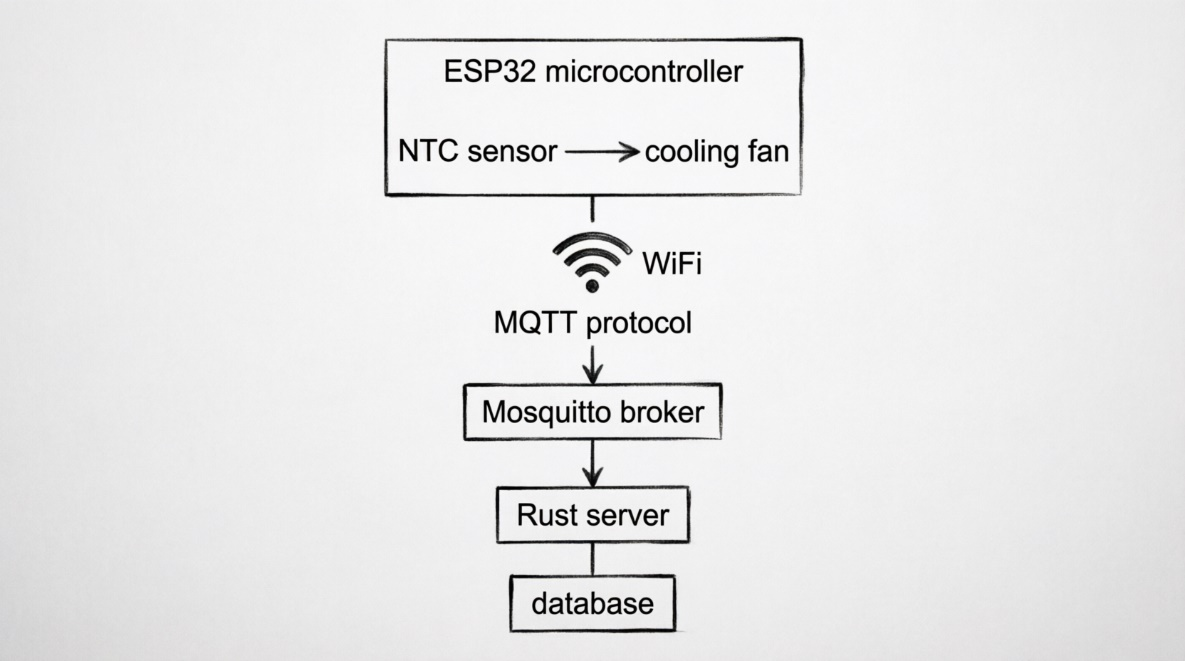 ESP32 microcontroller
NTC sensor cooling fan
WiFi
MQTT protocol
Mosquitto broker
Rust server
database